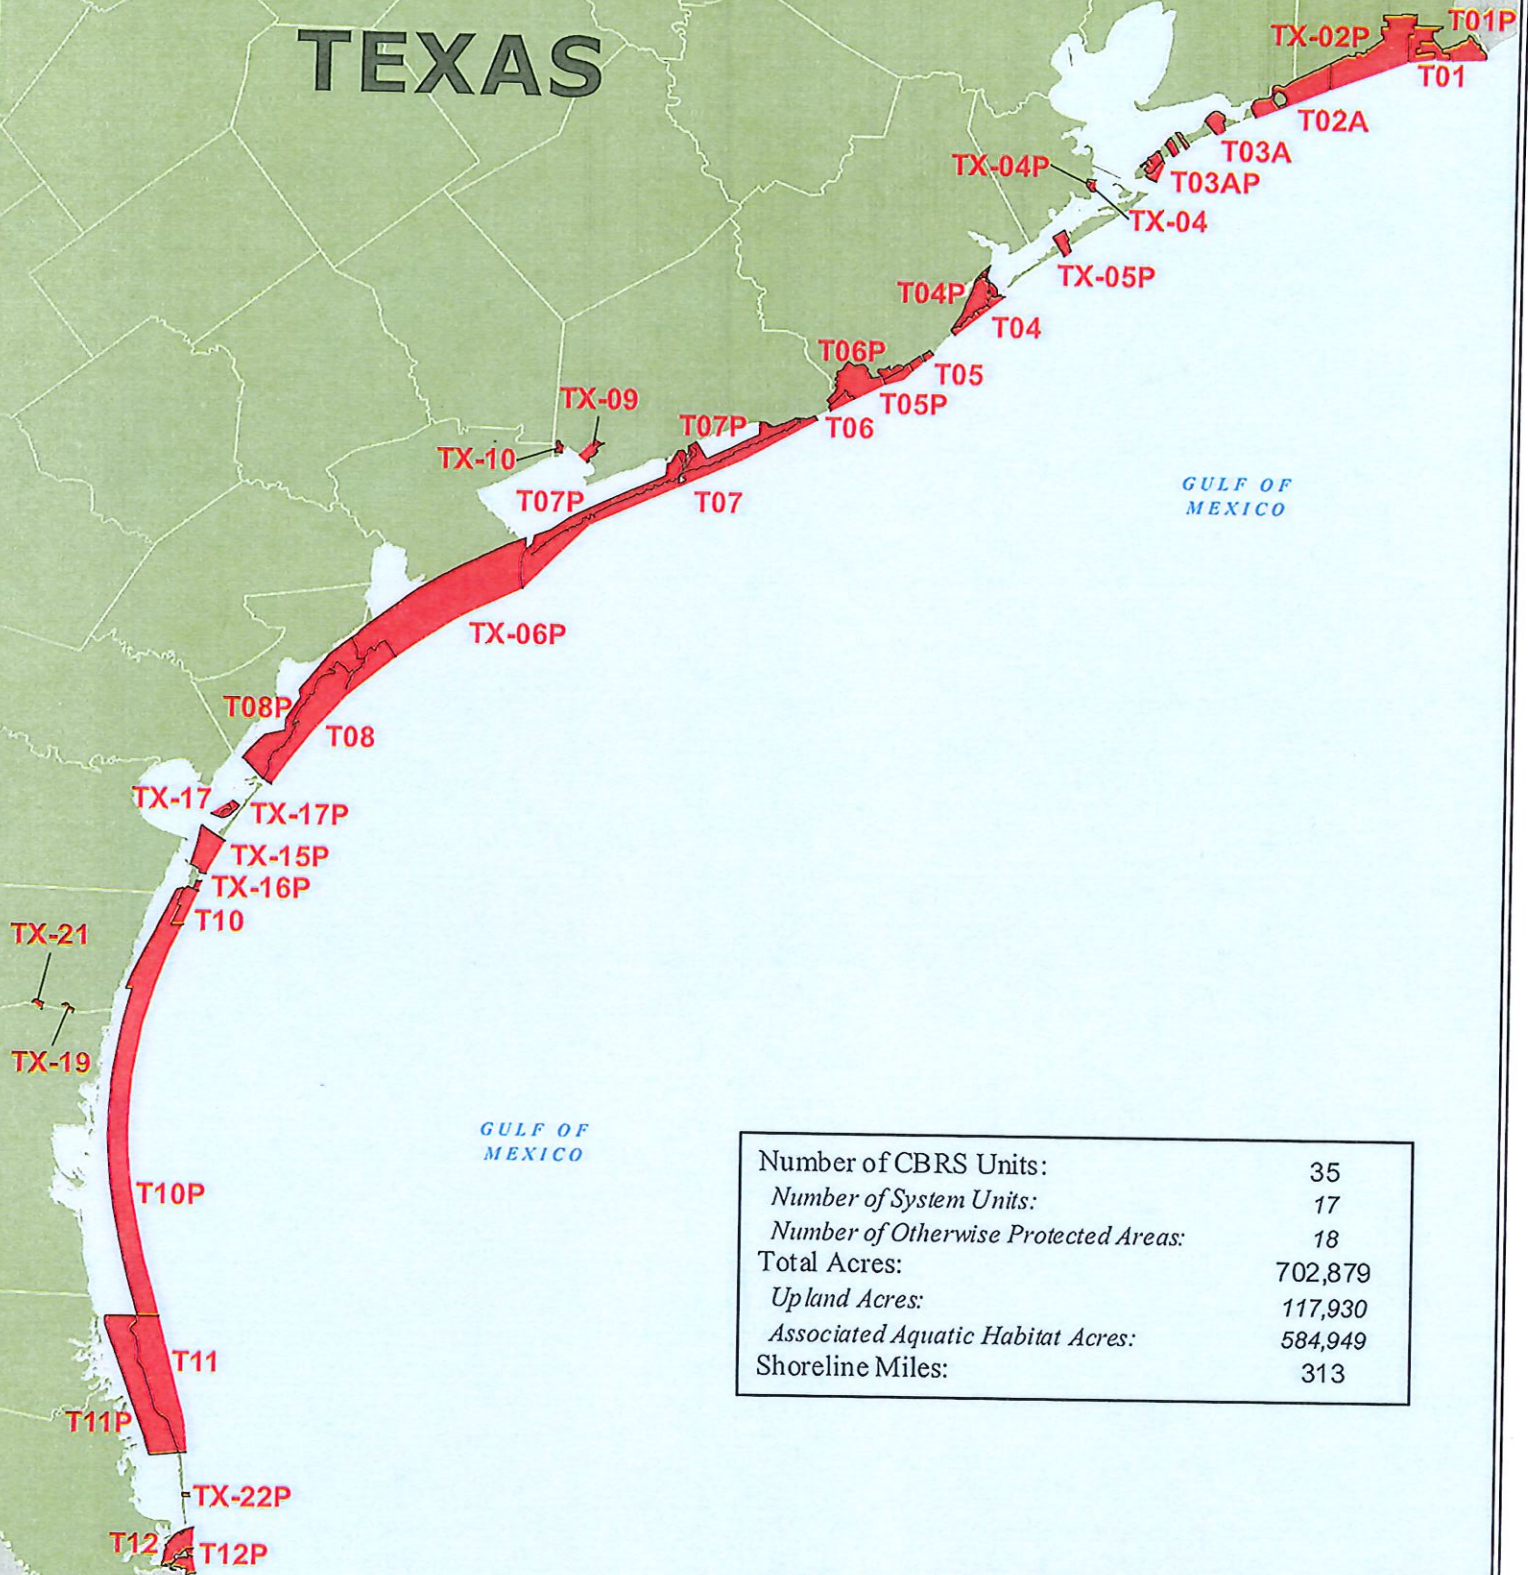 TEXAS
T01P
TX-02P
T01
T02A
T03A
TX-04P
T03AP
TX-04
TX-05P
T04P
T04
T06P
T05
TX-09
T05P
T07P
T06
TX-10
GULF OF
MEXICO
T07P
T07
TX-06P
T08P
T08
TX-17
TX-17P
TX-15P
TX-16P
T10
TX-21
TX-19
GULF OF
MEXICO
T10P
Number of CBRS Units: 35
Number of System Units: 17
Number of Otherwise Protected Areas: 18
Total Acres: 702,879
Upland Acres: 117,930
Associated Aquatic Habitat Acres: 584,949
Shoreline Miles: 313
T11
T11P
TX-22P
T12
T12P